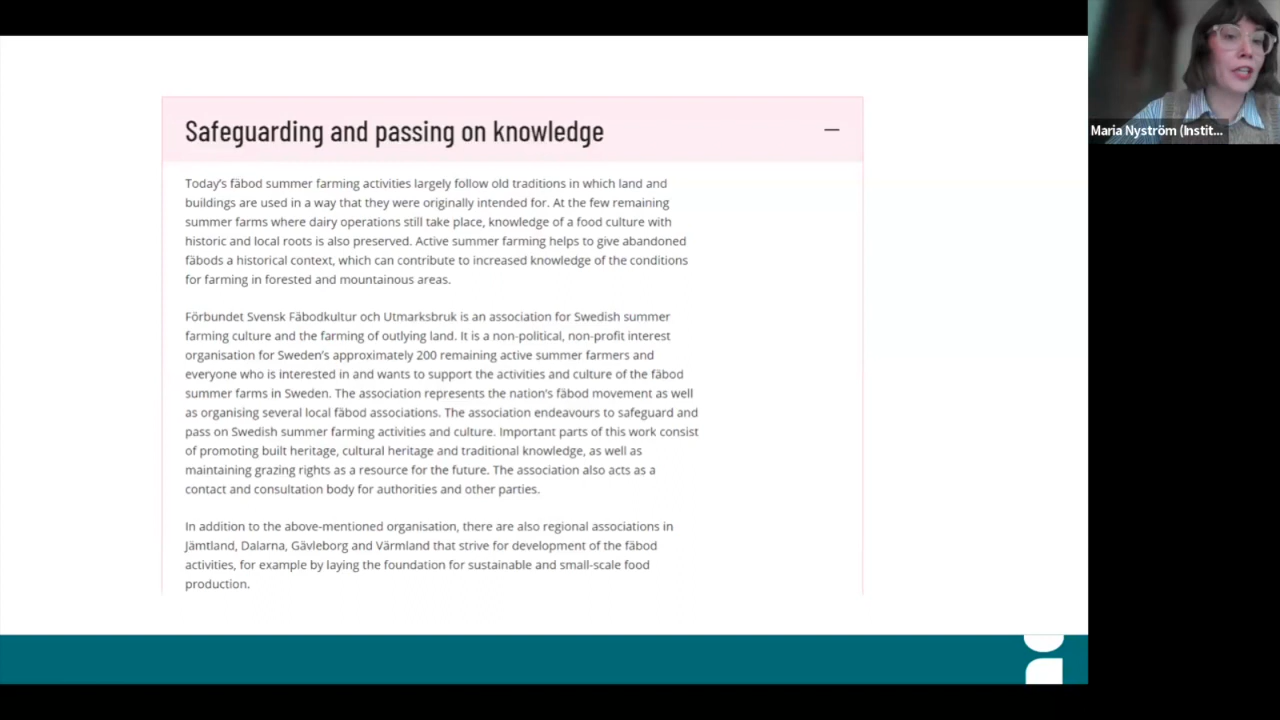 Safeguarding and passing on knowledge
Today's fäbod summer farming activities largely follow old traditions in which land and
buildings are used in a way that they were originally intended for. At the few remaining
summer farms where dairy operations still take place, knowledge of a food culture with
historic and local roots is also preserved. Active summer farming helps to give abandoned
fäbods a historical context, which can contribute to increased knowledge of the conditions
for farming in forested and mountainous areas.
Förbundet Svensk Fäbodkultur och Utmarksbruk is an association for Swedish summer
farming culture and the farming of outlying land. It is a non-political, non-profit interest
organisation for Sweden's approximately 200 remaining active summer farmers and
everyone who is interested in and wants to support the activities and culture of the fäbod
summer farms in Sweden. The association represents the nation's fäbod movement as well
as organising several local fäbod associations. The association endeavours to safeguard and
pass on Swedish summer farming activities and culture. Important parts of this work consist
of promoting built heritage, cultural heritage and traditional knowledge, as well as
maintaining grazing rights as a resource for the future. The association also acts as a
contact and consultation body for authorities and other parties.
In addition to the above-mentioned organisation, there are also regional associations in
Jämtland, Dalarna, Gävleborg and Värmland that strive for development of the fäbod
activities, for example by laying the foundation for sustainable and small-scale food
production.
Maria Nyström (Instit...